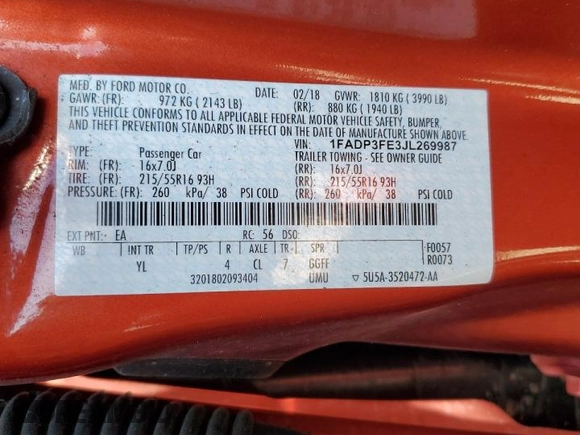 MFD. BY FORD MOTOR CO. DATE: 02/18 GVWR: 1810 KG ( 3990 LB)
GAWR: (FR): 972 KG ( 2143 LB) (RR): 880 KG ( 1940 LB)
THIS VEHICLE CONFORMS TO ALL APPLICABLE FEDERAL MOTOR VEHICLE SAFETY, BUMPER,
AND THEFT PREVENTION STANDARDS IN EFFECT ON THE DATE OF MANUFACTURE SHOWN ABOVE.
VIN: 1FADP3FE3JL269987
TYPE: Passenger Car TRAILER TOWING - SEE OWNER GUIDE
RIM: (FR): 16x7.0J (RR): 16x7.0J
TIRE: (FR): 215/55R16 93H (RR): 215/55R16 93H
PRESSURE: (FR): 260 kPa/ 38 PSI COLD (RR): 260 kPa/ 38 PSI COLD
EXT PNT: EA RC: 56 DSO:
WB INT TR TP/PS R AXLE TR- SPR F0057
YL 4 CL 7 GGFF R0073
3201802093404 UMU ▽ 5U5A-3520472-AA